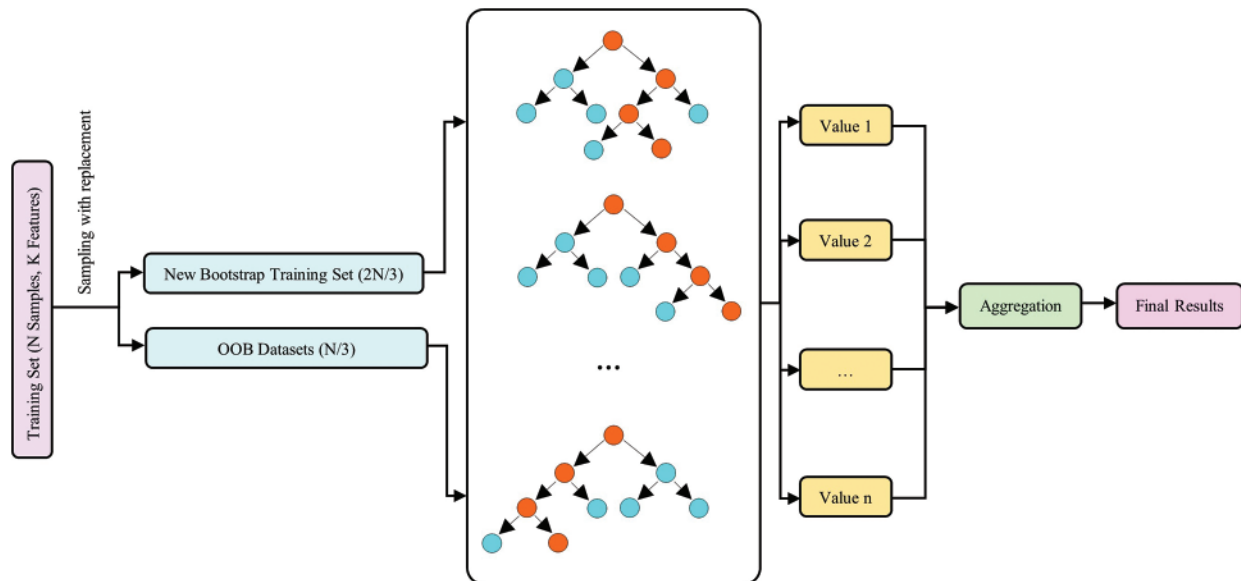 Training Set (N Samples, K Features)
Sampling with replacement
New Bootstrap Training Set (2N/3)
OOB Datasets (N/3)
...
Value 1
Value 2
...
Value n
Aggregation
Final Results